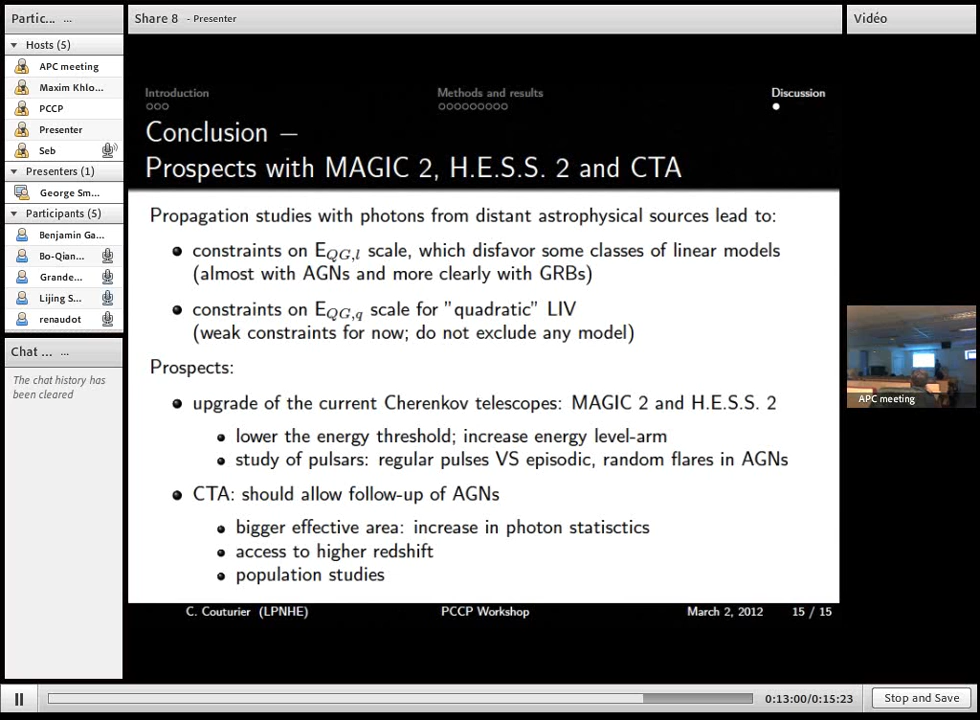 Partic... ...
Hosts (5)
APC meeting
Maxim Khlo...
PCCP
Presenter
Seb
Presenters (1)
George Sm...
Participants (5)
Benjamin Ga...
Bo-Qian...
Grande...
Lijing S...
renaudot
Chat ... ...
The chat history has
been cleared
Share 8 - Presenter
Introduction
Methods and results
Discussion
Conclusion –
Prospects with MAGIC 2, H.E.S.S. 2 and CTA
Propagation studies with photons from distant astrophysical sources lead to:
constraints on E_QG,l scale, which disfavor some classes of linear models
(almost with AGNs and more clearly with GRBs)
constraints on E_QG,q scale for "quadratic" LIV
(weak constraints for now; do not exclude any model)
Prospects:
upgrade of the current Cherenkov telescopes: MAGIC 2 and H.E.S.S. 2
lower the energy threshold; increase energy level-arm
study of pulsars: regular pulses VS episodic, random flares in AGNs
CTA: should allow follow-up of AGNs
bigger effective area: increase in photon statisctics
access to higher redshift
population studies
C. Couturier (LPNHE)
PCCP Workshop
March 2, 2012
15 / 15
Vidéo
APC meeting
0:13:00/0:15:23
Stop and Save